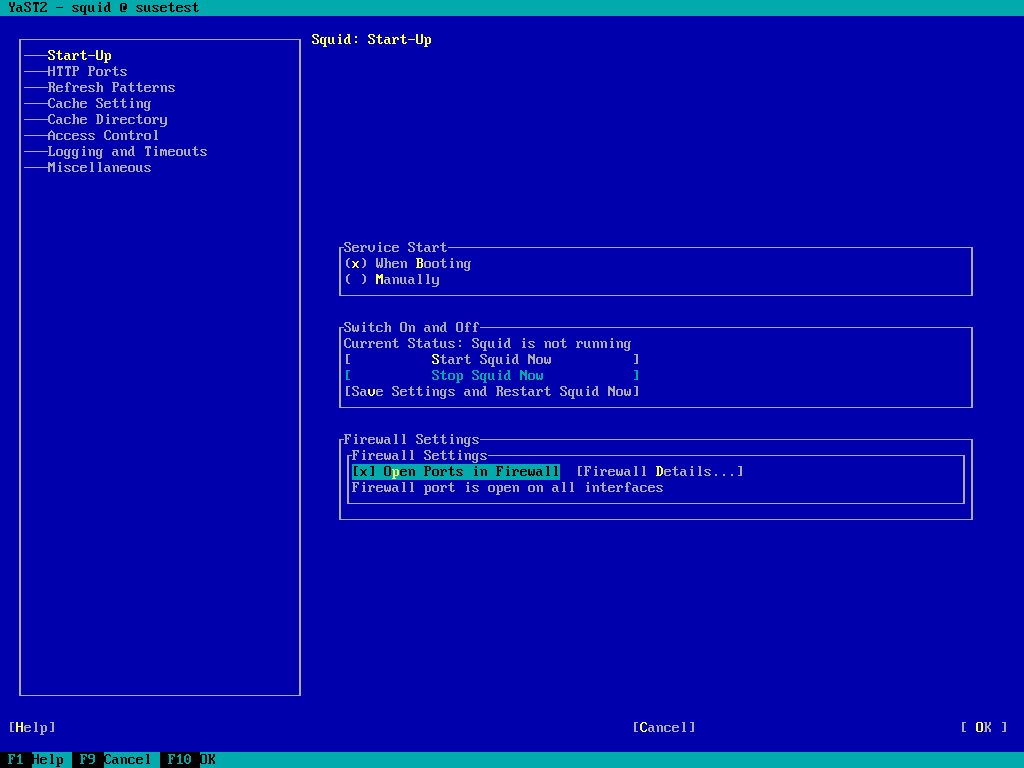 YaST2 - squid @ susetest
Squid: Start-Up
Start-Up
HTTP Ports
Refresh Patterns
Cache Setting
Cache Directory
Access Control
Logging and Timeouts
Miscellaneous
Service Start
(x) When Booting
( ) Manually
Switch On and Off
Current Status: Squid is not running
[ Start Squid Now ]
[ Stop Squid Now ]
[Save Settings and Restart Squid Now]
Firewall Settings
Firewall Settings
[x] Open Ports in Firewall [Firewall Details...]
Firewall port is open on all interfaces
[Help] [Cancel] [ OK ]
F1 Help F9 Cancel F10 OK